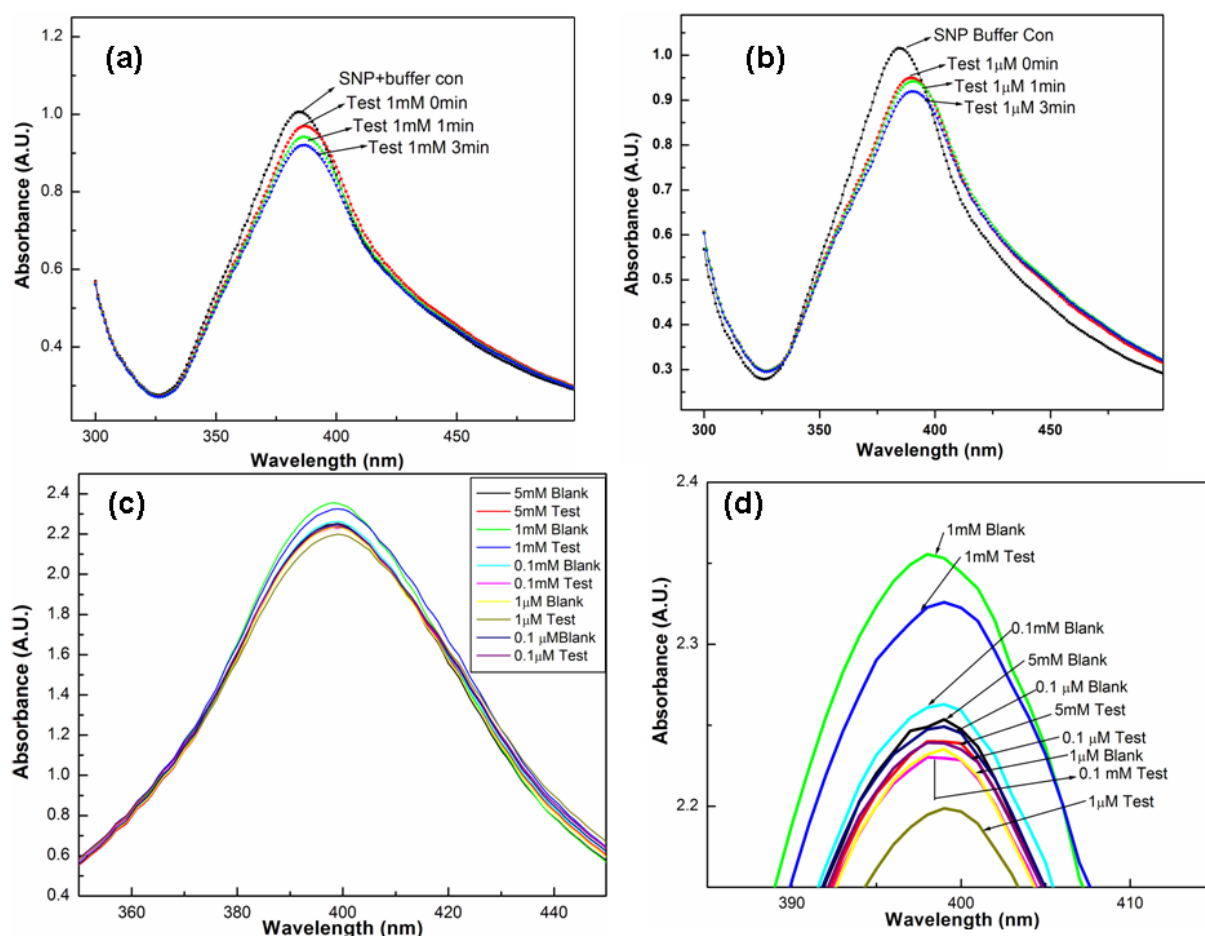 (a)
1.2
1.0
0.8
0.6
0.4
Absorbance (A.U.)
SNP+buffer con
Test 1mM 0min
Test 1mM 1min
Test 1mM 3min
300 350 400 450
Wavelength (nm)
(b)
1.0
0.9
0.8
0.7
0.6
0.5
0.4
0.3
Absorbance (A.U.)
SNP Buffer Con
Test 1μM 0min
Test 1μM 1min
Test 1μM 3min
300 350 400 450
Wavelength (nm)
(c)
2.4
2.2
2.0
1.8
1.6
1.4
1.2
1.0
0.8
0.6
0.4
Absorbance (A.U.)
5mM Blank
5mM Test
1mM Blank
1mM Test
0.1mM Blank
0.1mM Test
1μM Blank
1μM Test
0.1 μMBlank
0.1μM Test
360 380 400 420 440
Wavelength (nm)
(d)
2.4
2.3
2.2
Absorbance (A.U.)
1mM Blank
1mM Test
0.1mM Blank
5mM Blank
0.1 μM Blank
5mM Test
0.1 μM Test
1μM Blank
0.1 mM Test
1μM Test
390 400 410
Wavelength (nm)